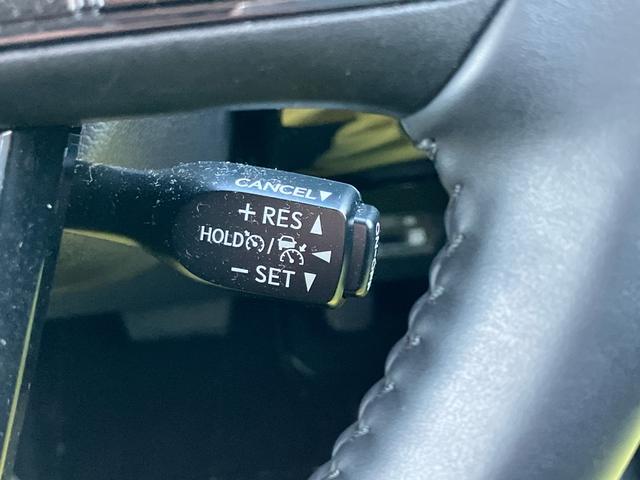 CANCEL▼
+ RES ▲
HOLD /
− SET ▼